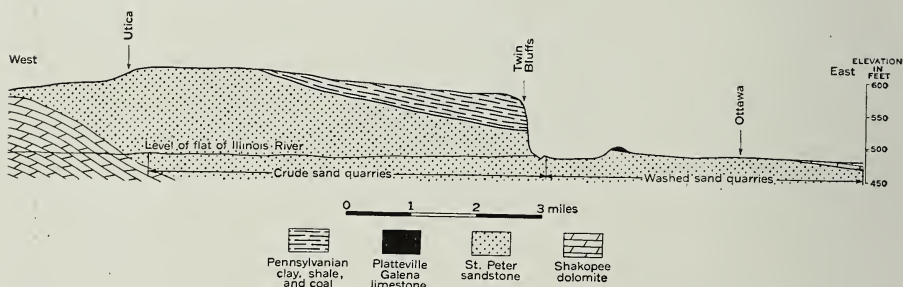 Utica
West
Twin
Bluffs
East
ELEVATION
IN
FEET
600
550
500
450
Ottawa
Level of flat of Illinois River
Crude sand quarries
Washed sand quarries
0 1 2 3 miles
Pennsylvanian
clay, shale,
and coal
Platteville
Galena
limestone
St. Peter
sandstone
Shakopee
dolomite